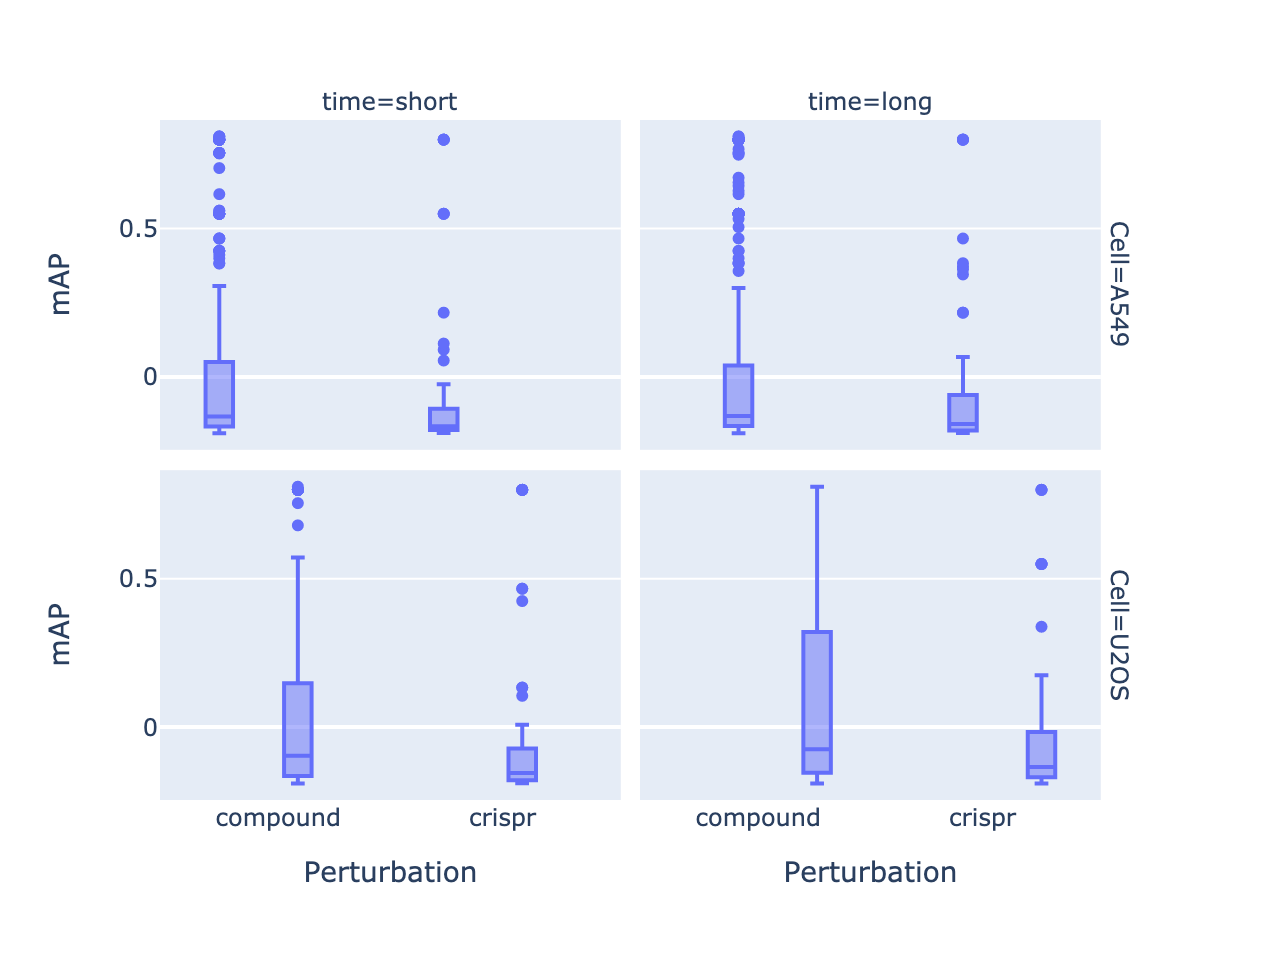 time=short
time=long
0.5
0
mAP
Cell=A549
0.5
0
mAP
Cell=U2OS
compound
crispr
compound
crispr
Perturbation
Perturbation